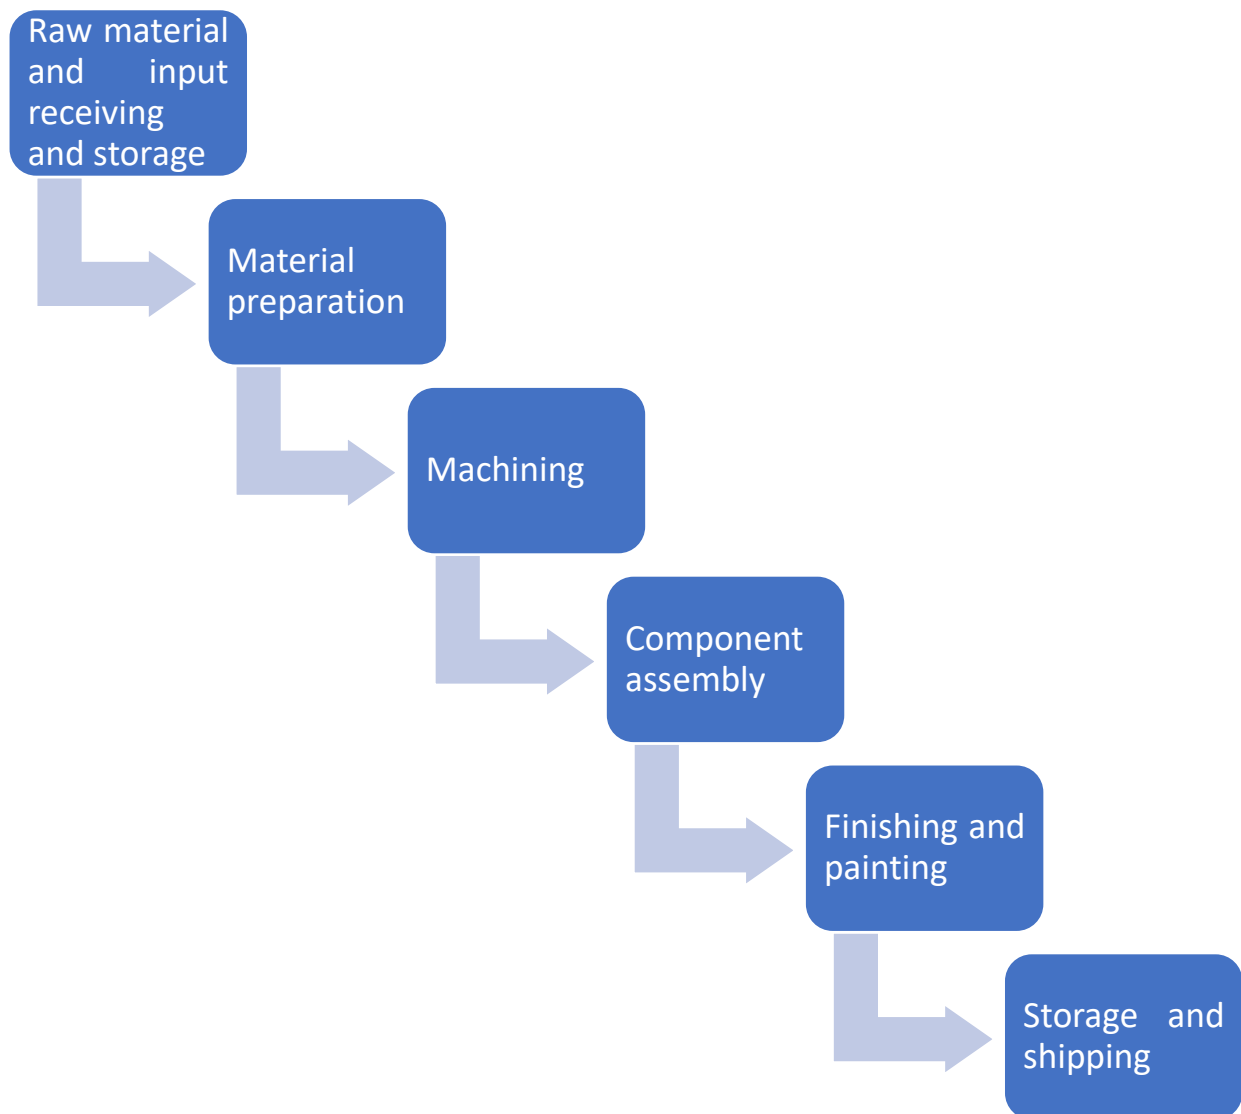 Raw material
and input
receiving
and storage
Material
preparation
Machining
Component
assembly
Finishing and
painting
Storage and
shipping